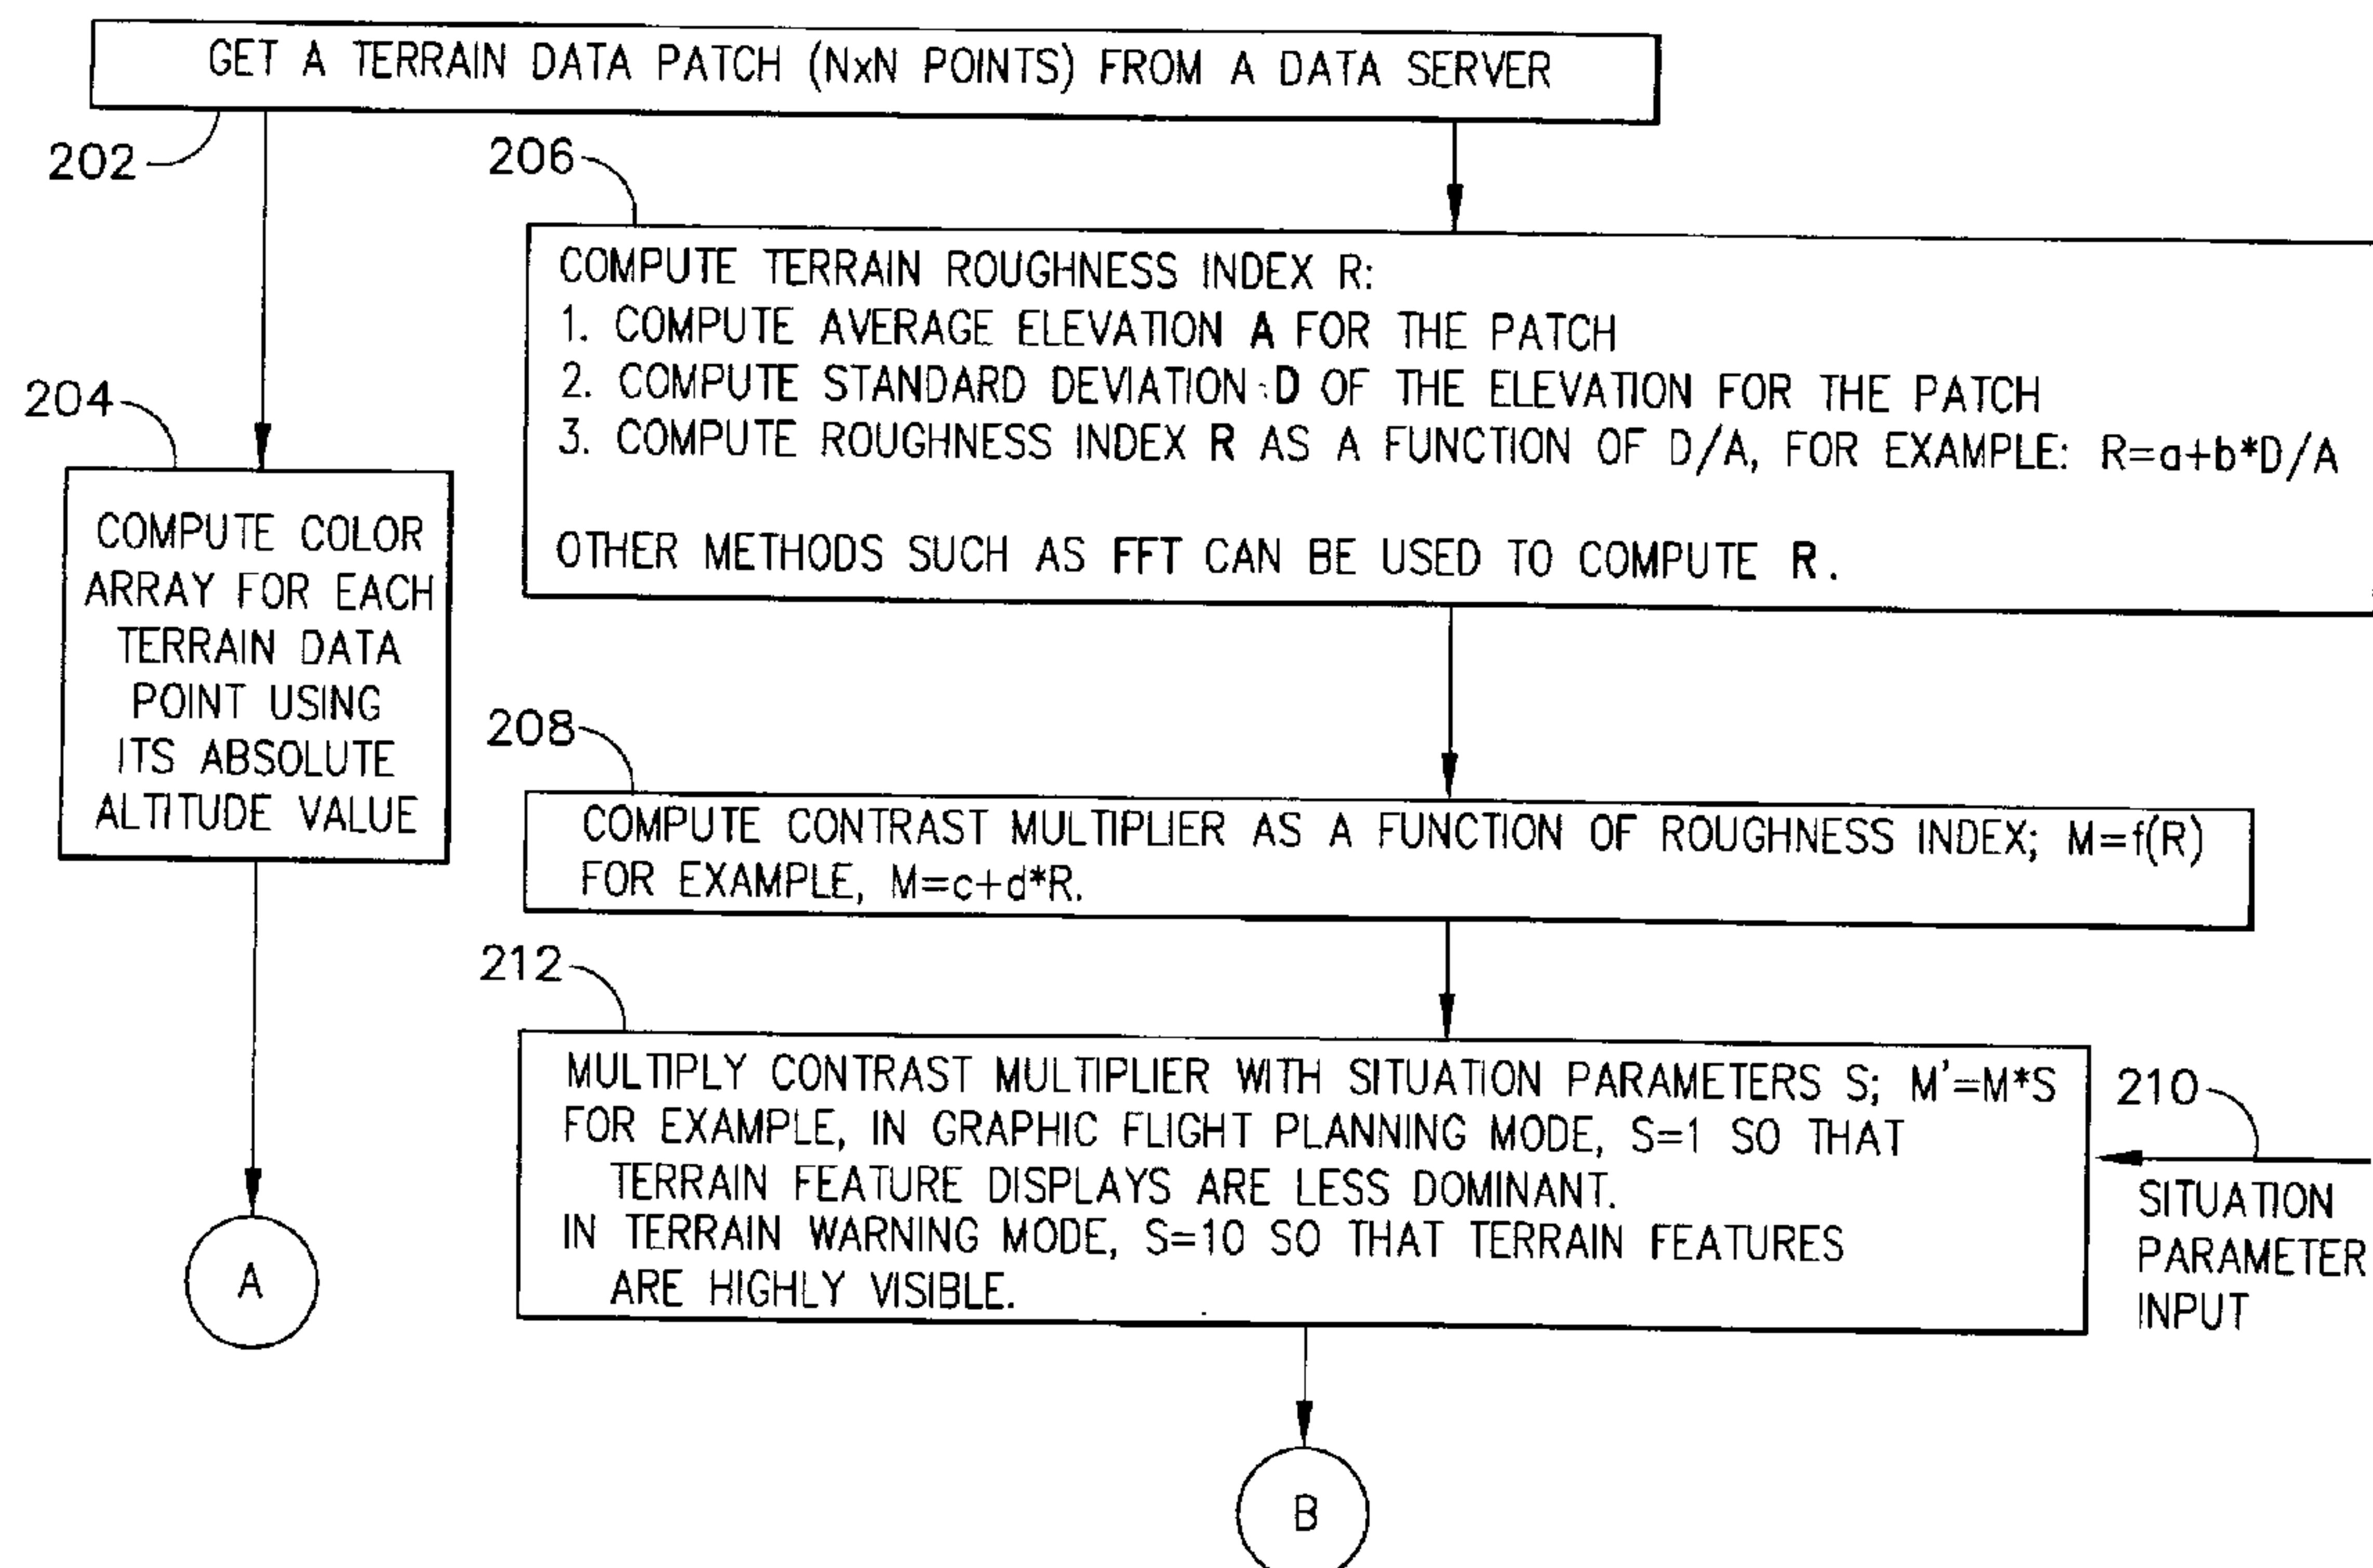 GET A TERRAIN DATA PATCH (NxN POINTS) FROM A DATA SERVER
202
206
COMPUTE TERRAIN ROUGHNESS INDEX R:
1. COMPUTE AVERAGE ELEVATION A FOR THE PATCH
2. COMPUTE STANDARD DEVIATION D OF THE ELEVATION FOR THE PATCH
3. COMPUTE ROUGHNESS INDEX R AS A FUNCTION OF D/A, FOR EXAMPLE: R=a+b*D/A
OTHER METHODS SUCH AS FFT CAN BE USED TO COMPUTE R.
204
COMPUTE COLOR
ARRAY FOR EACH
TERRAIN DATA
POINT USING
ITS ABSOLUTE
ALTITUDE VALUE
208
COMPUTE CONTRAST MULTIPLIER AS A FUNCTION OF ROUGHNESS INDEX; M=f(R)
FOR EXAMPLE, M=c+d*R.
212
MULTIPLY CONTRAST MULTIPLIER WITH SITUATION PARAMETERS S; M'=M*S
FOR EXAMPLE, IN GRAPHIC FLIGHT PLANNING MODE, S=1 SO THAT
TERRAIN FEATURE DISPLAYS ARE LESS DOMINANT.
IN TERRAIN WARNING MODE, S=10 SO THAT TERRAIN FEATURES
ARE HIGHLY VISIBLE.
210
SITUATION
PARAMETER
INPUT
A
B